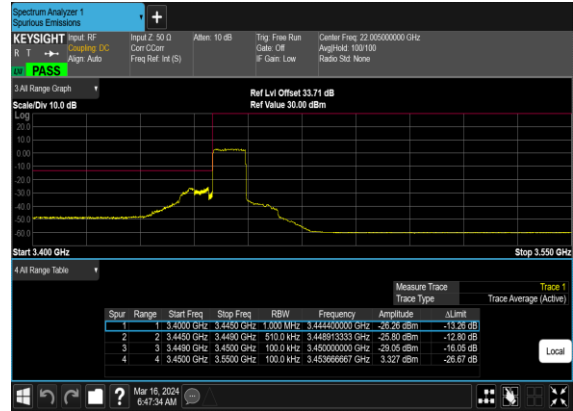 Spectrum Analyzer 1
Spurious Emissions
KEYSIGHT Input: RF Input Z: 50 Ω Atten: 10 dB Trig: Free Run Center Freq: 22.005000000 GHz
R T Coupling: DC Corr CCorr Gate: Off Avg|Hold: 100/100
Align: Auto Freq Ref: Int (S) IF Gain: Low Radio Std: None
LXI PASS
3 All Range Graph
Ref Lvl Offset 33.71 dB
Scale/Div 10.0 dB Ref Value 30.00 dBm
Log
20.0
10.0
0.00
-10.0
-20.0
-30.0
-40.0
-50.0
-60.0
Start 3.400 GHz Stop 3.550 GHz
4 All Range Table
Measure Trace Trace 1
Trace Type Trace Average (Active)
Spur Range Start Freq Stop Freq RBW Frequency Amplitude ΔLimit
1 1 3.4000 GHz 3.4450 GHz 1.000 MHz 3.444400000 GHz -26.26 dBm -13.26 dB
2 2 3.4450 GHz 3.4490 GHz 510.0 kHz 3.448913333 GHz -25.80 dBm -12.80 dB
3 3 3.4490 GHz 3.4500 GHz 100.0 kHz 3.450000000 GHz -29.05 dBm -16.05 dB
4 4 3.4500 GHz 3.5500 GHz 100.0 kHz 3.453666667 GHz 3.327 dBm -26.67 dB
Local
? Mar 16, 2024
6:47:34 AM